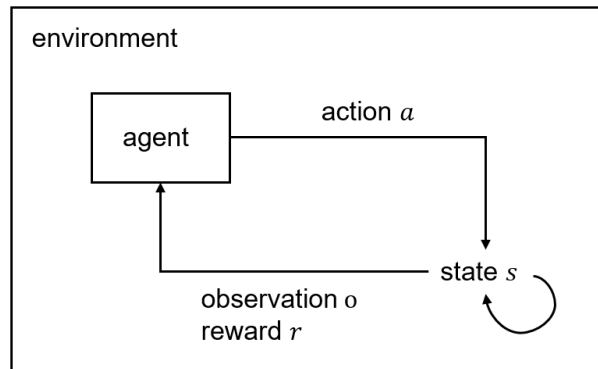 environment
action a
agent
state s
observation o
reward r